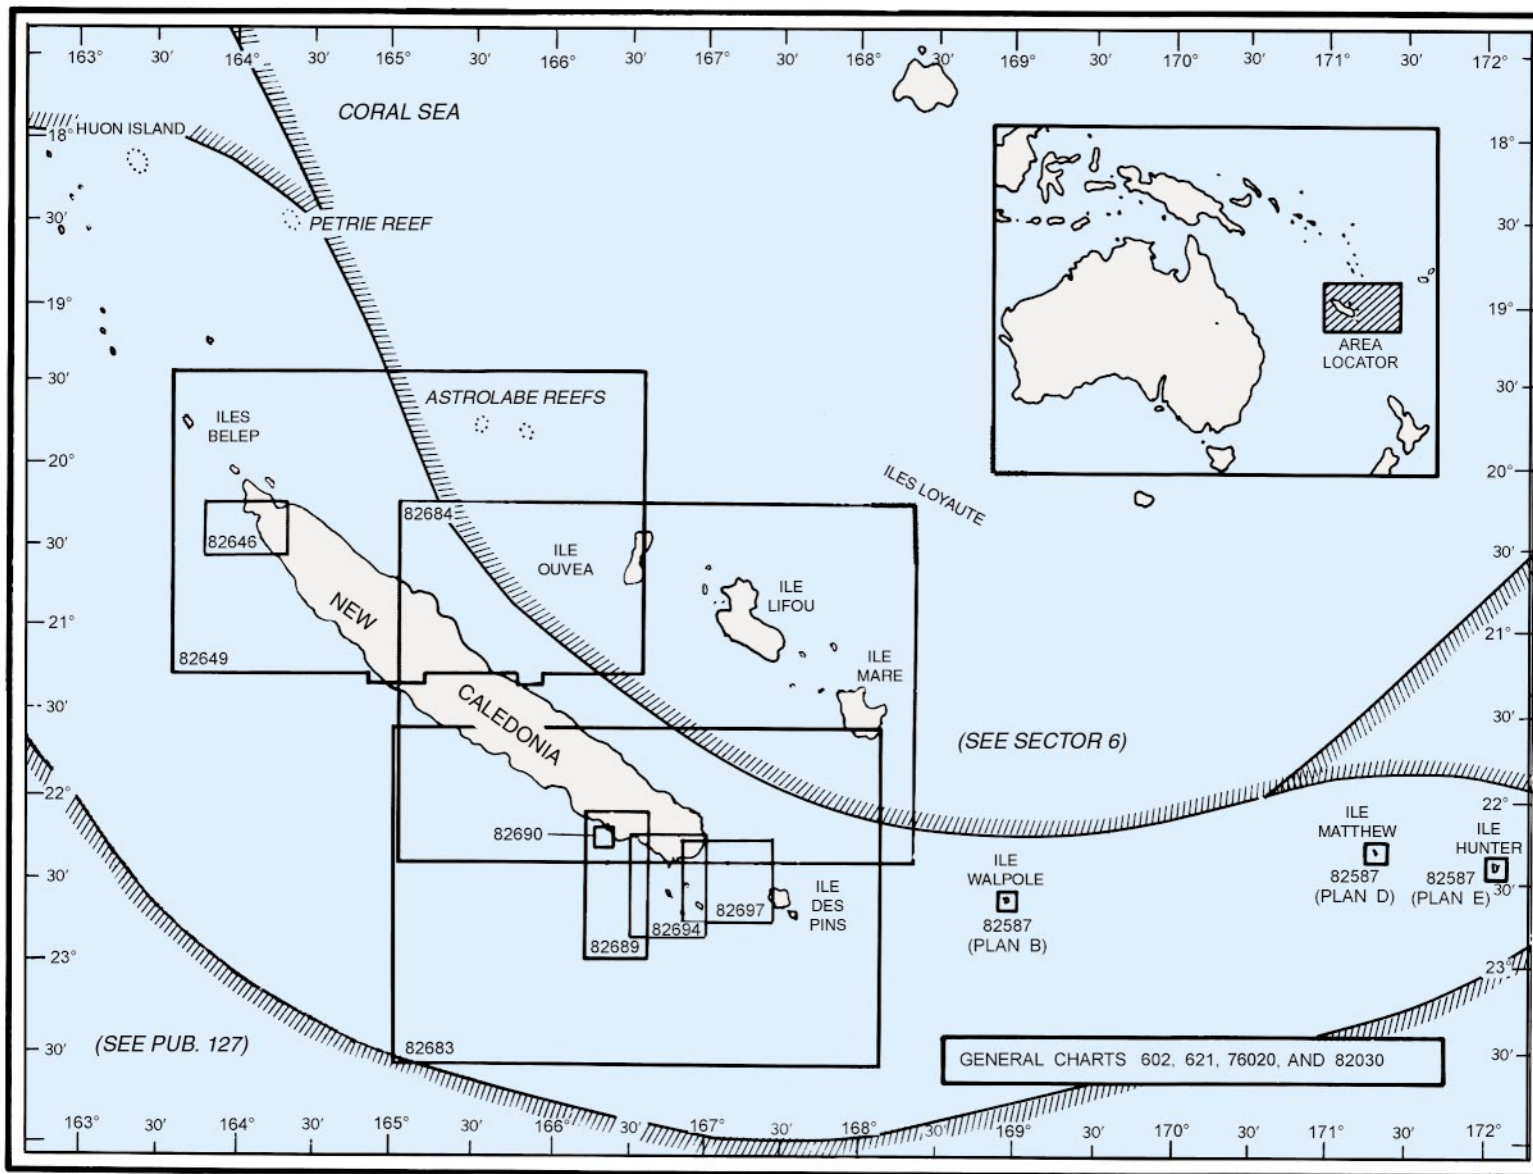 163° 30' 164° 30' 165° 30' 166° 30' 167° 30' 168° 30' 169° 30' 170° 30' 171° 30' 172°
CORAL SEA
HUON ISLAND
18°
18°
30'
PETRIE REEF
30'
19°
19°
AREA
LOCATOR
30'
30'
ASTROLABE REEFS
ILES
BELEP
20°
20°
ILES LOYAUTE
82684
82646
30'
30'
ILE
OUVEA
ILE
LIFOU
NEW
21°
21°
82649
ILE
MARE
30'
30'
CALEDONIA
(SEE SECTOR 6)
22°
22°
82690
ILE
MATTHEW
82587
(PLAN D)
ILE
HUNTER
82587
(PLAN E)
30'
30'
ILE
WALPOLE
82587
(PLAN B)
ILE
DES
PINS
82697
82694
82689
23°
23°
(SEE PUB. 127)
30'
82683
30'
GENERAL CHARTS 602, 621, 76020, AND 82030
163° 30' 164° 30' 165° 30' 166° 30' 167° 30' 168° 30' 169° 30' 170° 30' 171° 30' 172°